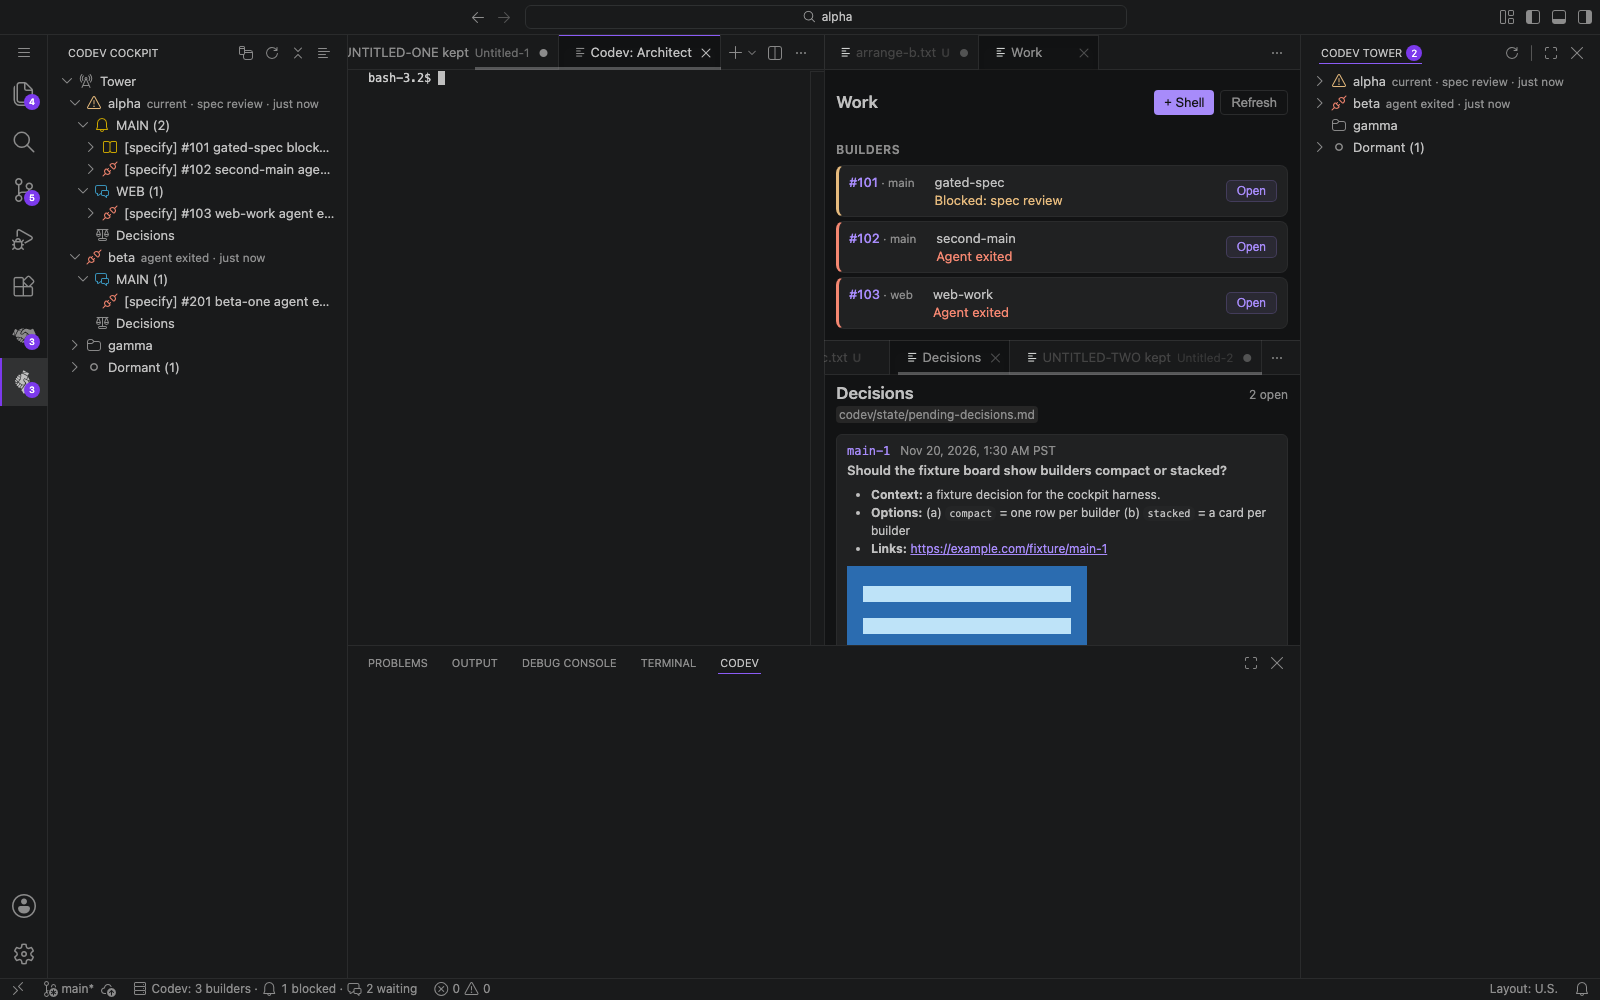 alpha
CODEV COCKPIT
Tower
alpha current · spec review · just now
MAIN (2)
[specify] #101 gated-spec block...
[specify] #102 second-main age...
WEB (1)
[specify] #103 web-work agent e...
Decisions
beta agent exited · just now
MAIN (1)
[specify] #201 beta-one agent e...
Decisions
gamma
Dormant (1)
4
5
3
3
UNTITLED-ONE kept Untitled-1
Codev: Architect
bash-3.2$
arrange-b.txt U
Work
Work
+ Shell
Refresh
BUILDERS
#101 · main gated-spec
Blocked: spec review
Open
#102 · main second-main
Agent exited
Open
#103 · web web-work
Agent exited
Open
c.txt U
Decisions
UNTITLED-TWO kept Untitled-2
Decisions
2 open
codev/state/pending-decisions.md
main-1 Nov 20, 2026, 1:30 AM PST
Should the fixture board show builders compact or stacked?
• Context: a fixture decision for the cockpit harness.
• Options: (a) compact = one row per builder (b) stacked = a card per
builder
• Links: https://example.com/fixture/main-1
PROBLEMS
OUTPUT
DEBUG CONSOLE
TERMINAL
CODEV
CODEV TOWER 2
alpha current · spec review · just now
beta agent exited · just now
gamma
Dormant (1)
main*
Codev: 3 builders · 1 blocked · 2 waiting
0 0
Layout: U.S.